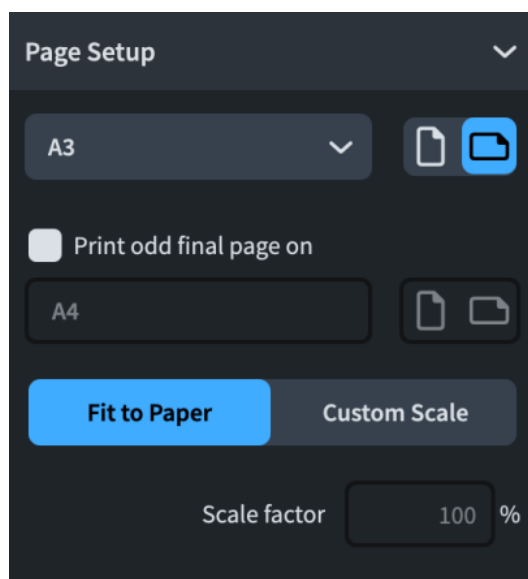 Page Setup
A3
Print odd final page on
A4
Fit to Paper Custom Scale
Scale factor 100 %